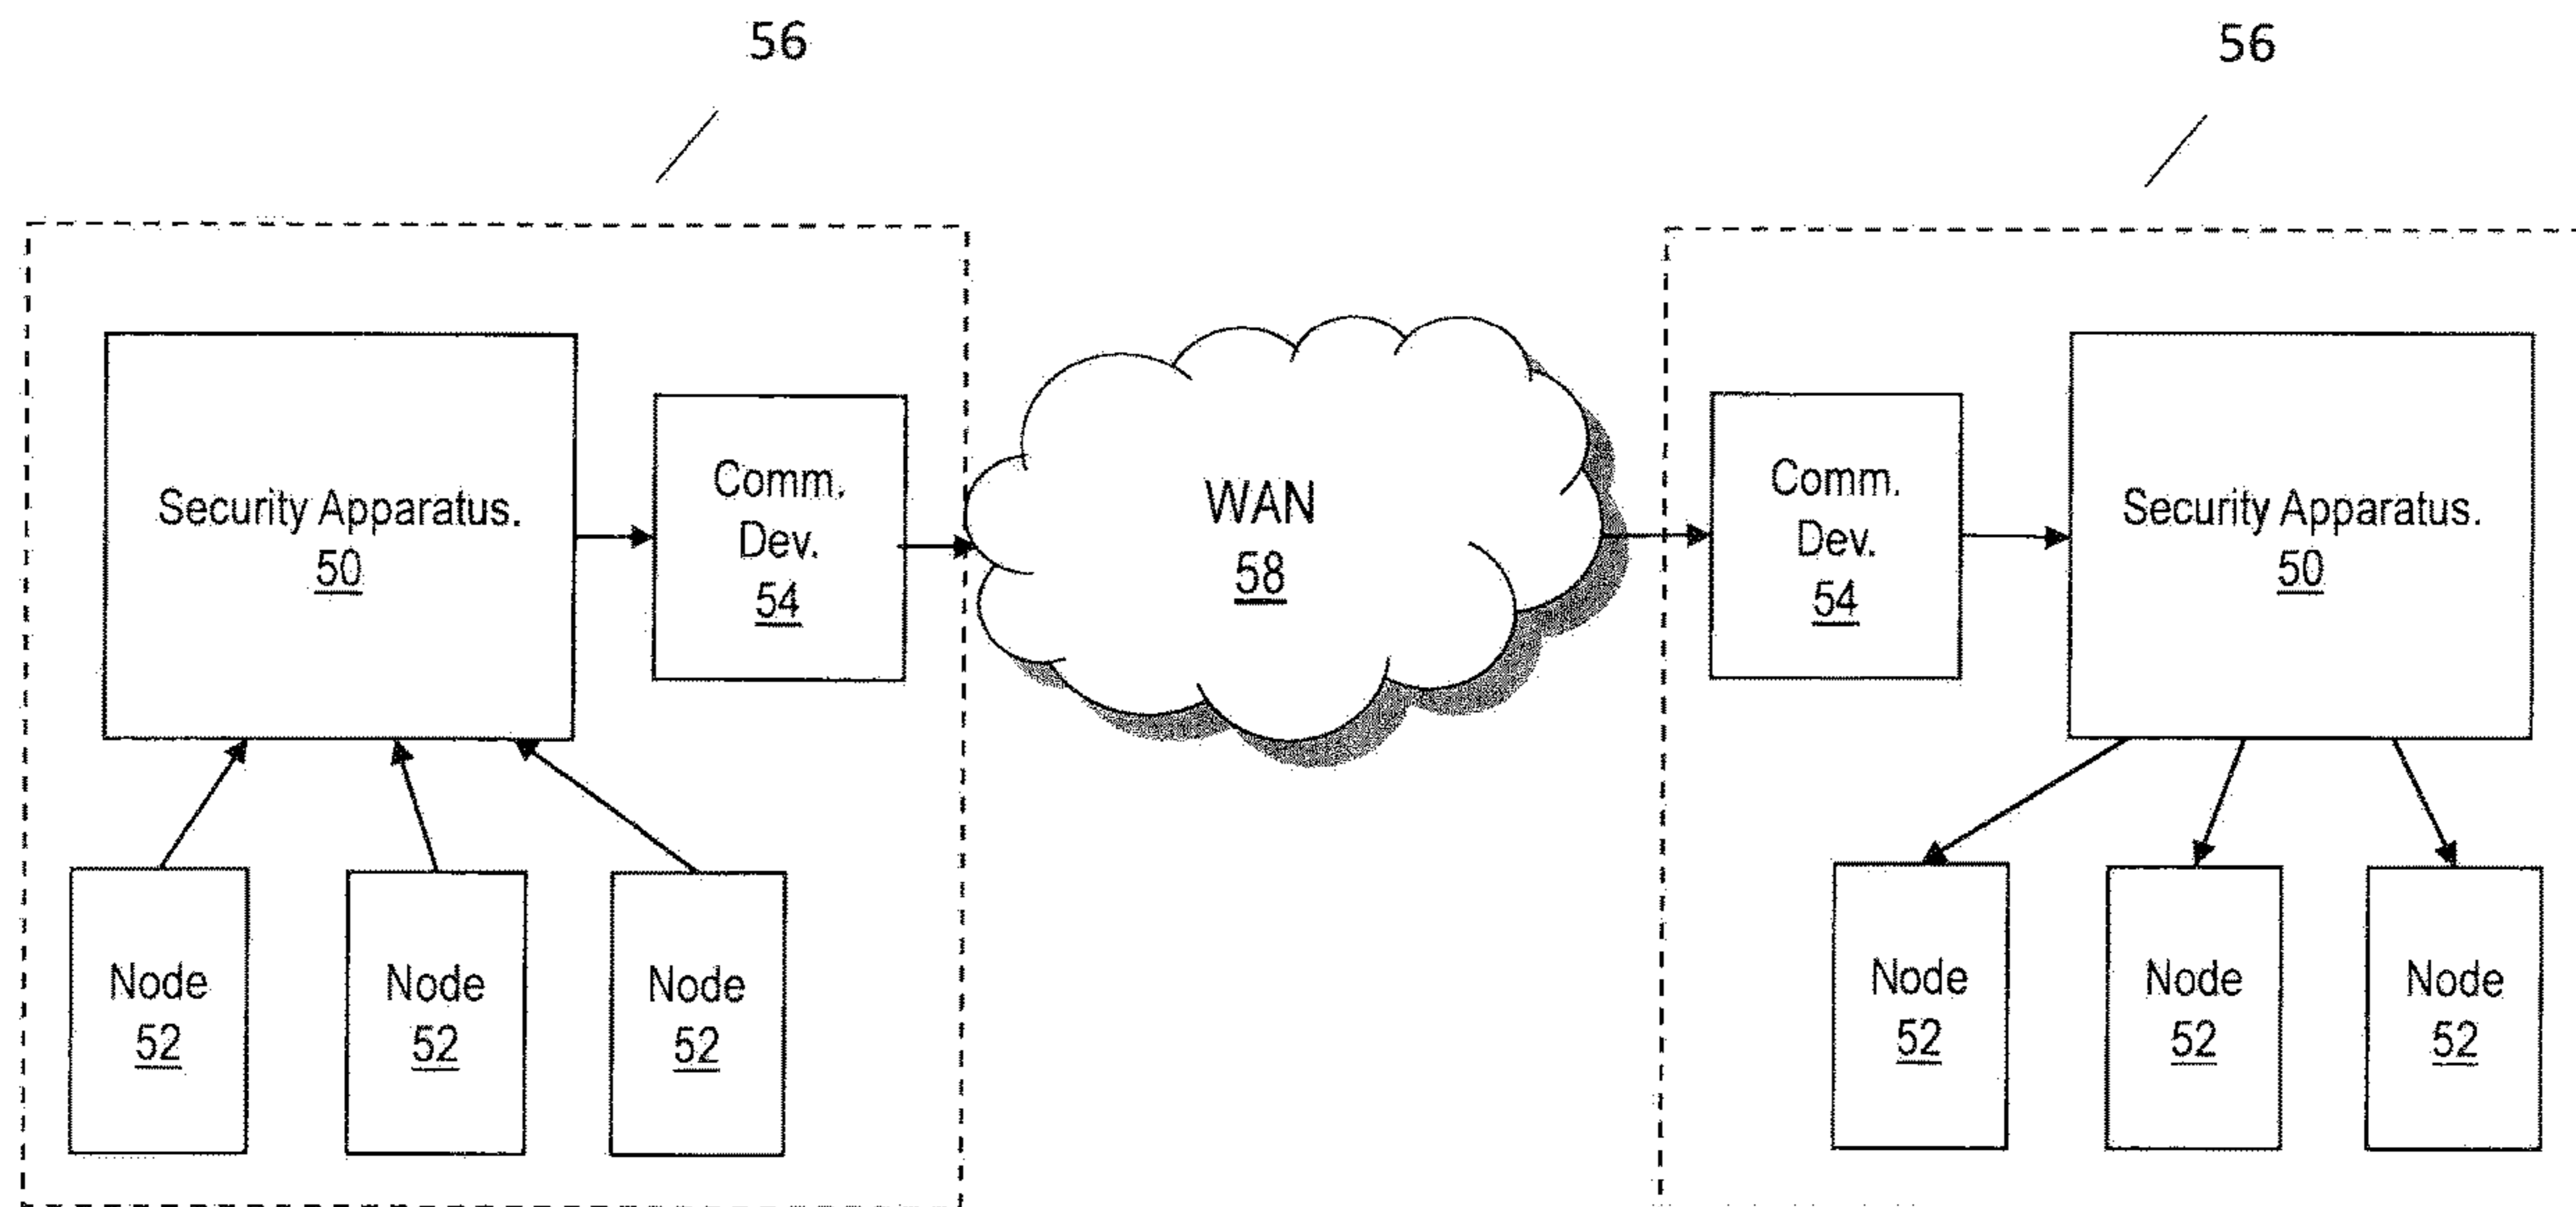 56
56
Security Apparatus.
50
Comm.
Dev.
54
WAN
58
Comm.
Dev.
54
Security Apparatus.
50
Node
52
Node
52
Node
52
Node
52
Node
52
Node
52